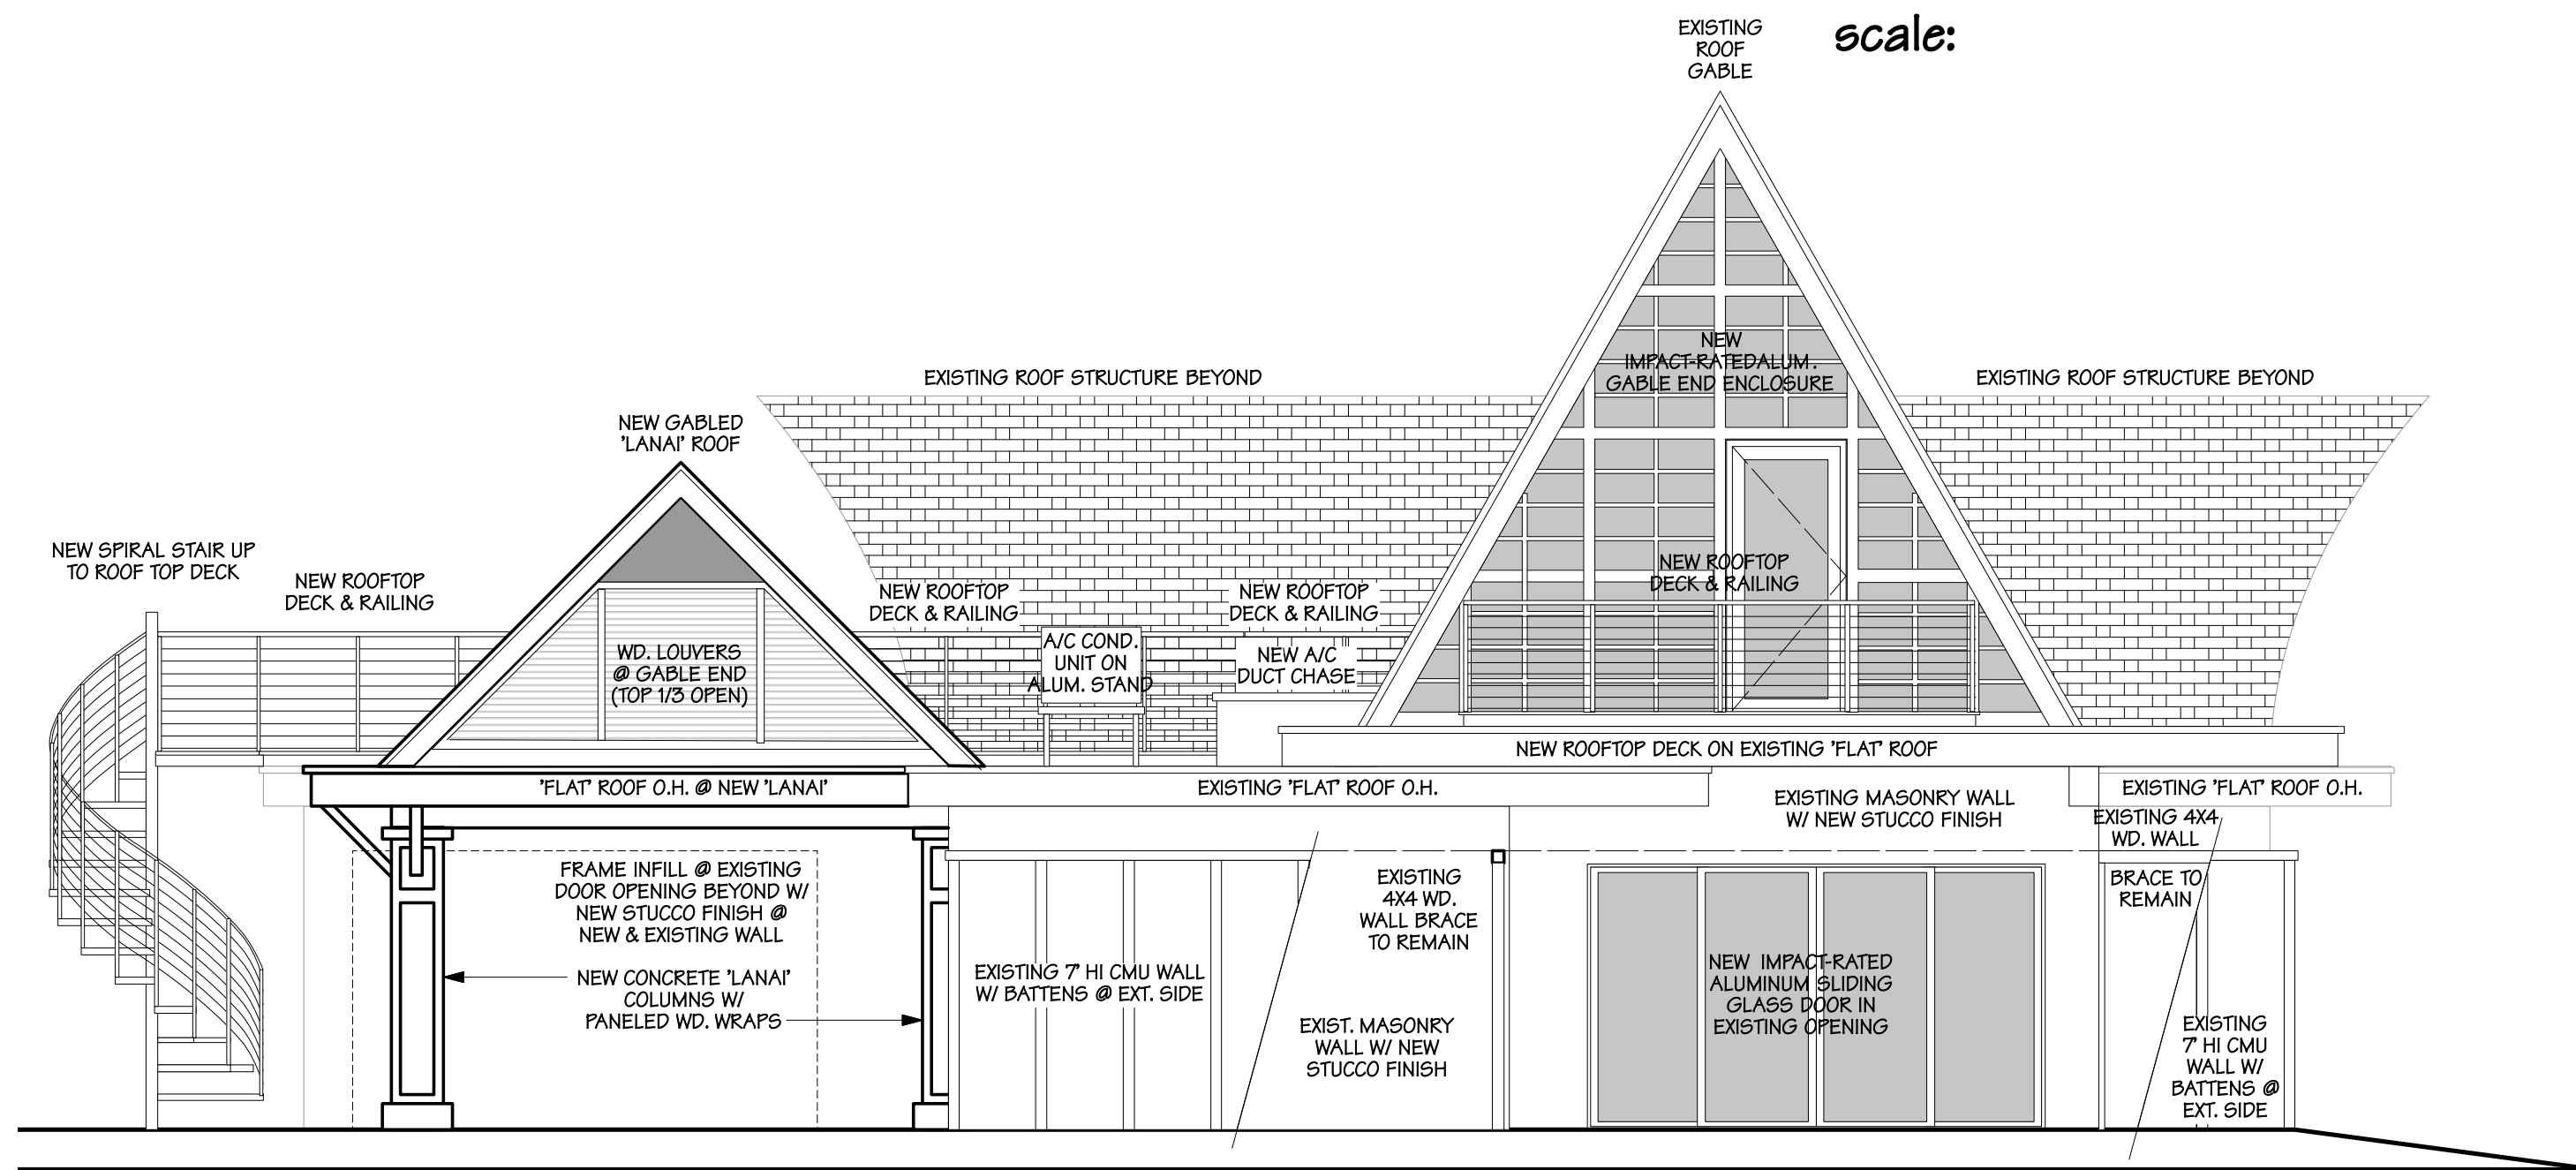 scale:
EXISTING
ROOF
GABLE
NEW
IMPACT-RATEDALUM.
GABLE END ENCLOSURE
EXISTING ROOF STRUCTURE BEYOND
EXISTING ROOF STRUCTURE BEYOND
NEW GABLED
'LANAI' ROOF
NEW SPIRAL STAIR UP
TO ROOF TOP DECK
NEW ROOFTOP
DECK & RAILING
NEW ROOFTOP
DECK & RAILING
NEW ROOFTOP
DECK & RAILING
NEW ROOFTOP
DECK & RAILING
WD. LOUVERS
@ GABLE END
(TOP 1/3 OPEN)
A/C COND.
UNIT ON
ALUM. STAND
NEW A/C
DUCT CHASE
NEW ROOFTOP DECK ON EXISTING 'FLAT' ROOF
'FLAT' ROOF O.H. @ NEW 'LANAI'
EXISTING 'FLAT' ROOF O.H.
EXISTING 'FLAT' ROOF O.H.
EXISTING MASONRY WALL
W/ NEW STUCCO FINISH
EXISTING 4X4
WD. WALL
BRACE TO
REMAIN
FRAME INFILL @ EXISTING
DOOR OPENING BEYOND W/
NEW STUCCO FINISH @
NEW & EXISTING WALL
NEW CONCRETE 'LANAI'
COLUMNS W/
PANELED WD. WRAPS
EXISTING 7' HI CMU WALL
W/ BATTENS @ EXT. SIDE
EXISTING
4X4 WD.
WALL BRACE
TO REMAIN
EXIST. MASONRY
WALL W/ NEW
STUCCO FINISH
NEW IMPACT-RATED
ALUMINUM SLIDING
GLASS DOOR IN
EXISTING OPENING
EXISTING
7' HI CMU
WALL W/
BATTENS @
EXT. SIDE